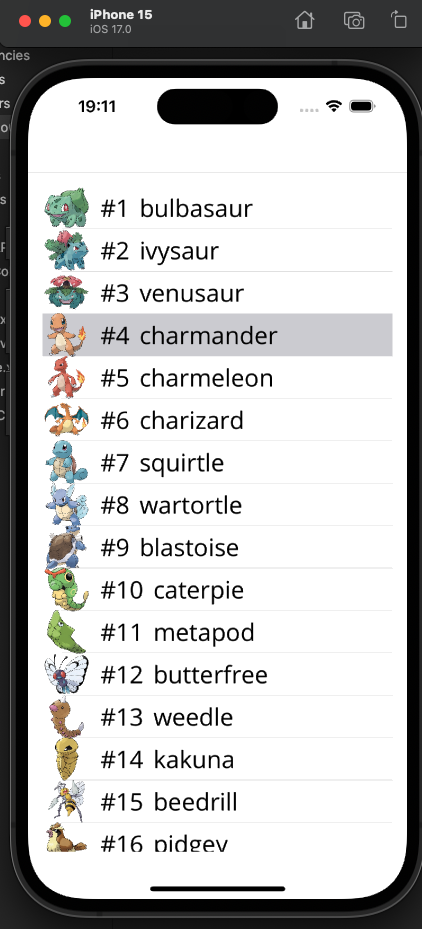 iPhone 15
iOS 17.0
ncies
19:11
#1 bulbasaur
#2 ivysaur
#3 venusaur
#4 charmander
#5 charmeleon
#6 charizard
#7 squirtle
#8 wartortle
#9 blastoise
#10 caterpie
#11 metapod
#12 butterfree
#13 weedle
#14 kakuna
#15 beedrill
#16 pidgey